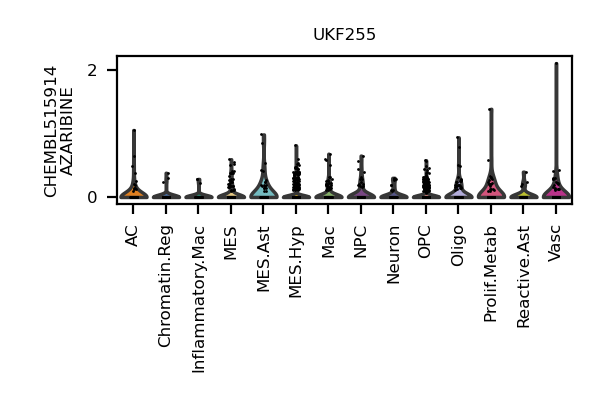 UKF255
CHEMBL515914
AZARIBINE
2
0
AC
Chromatin.Reg
Inflammatory.Mac
MES
MES.Ast
MES.Hyp
Mac
NPC
Neuron
OPC
Oligo
Prolif.Metab
Reactive.Ast
Vasc